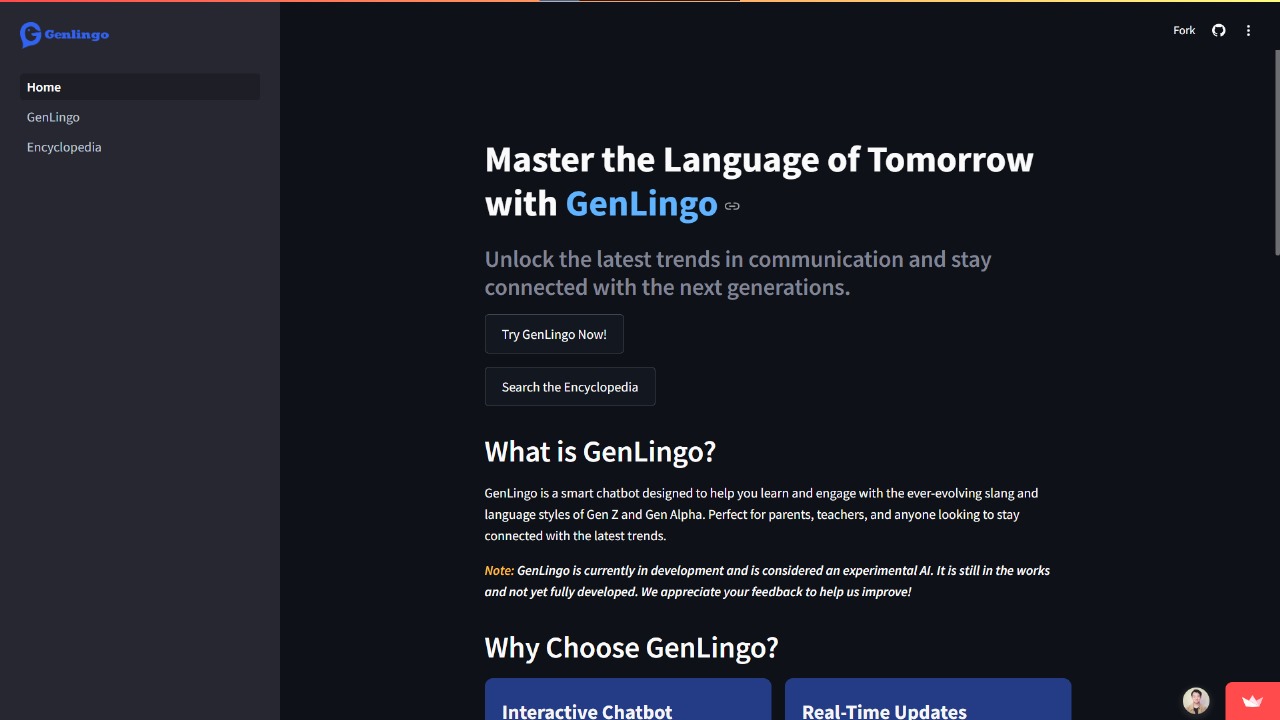 Genlingo
Home
GenLingo
Encyclopedia
Fork
Master the Language of Tomorrow
with GenLingo
Unlock the latest trends in communication and stay
connected with the next generations.
Try GenLingo Now!
Search the Encyclopedia
What is GenLingo?
GenLingo is a smart chatbot designed to help you learn and engage with the ever-evolving slang and
language styles of Gen Z and Gen Alpha. Perfect for parents, teachers, and anyone looking to stay
connected with the latest trends.
Note: GenLingo is currently in development and is considered an experimental AI. It is still in the works
and not yet fully developed. We appreciate your feedback to help us improve!
Why Choose GenLingo?
Interactive Chatbot
Real-Time Updates